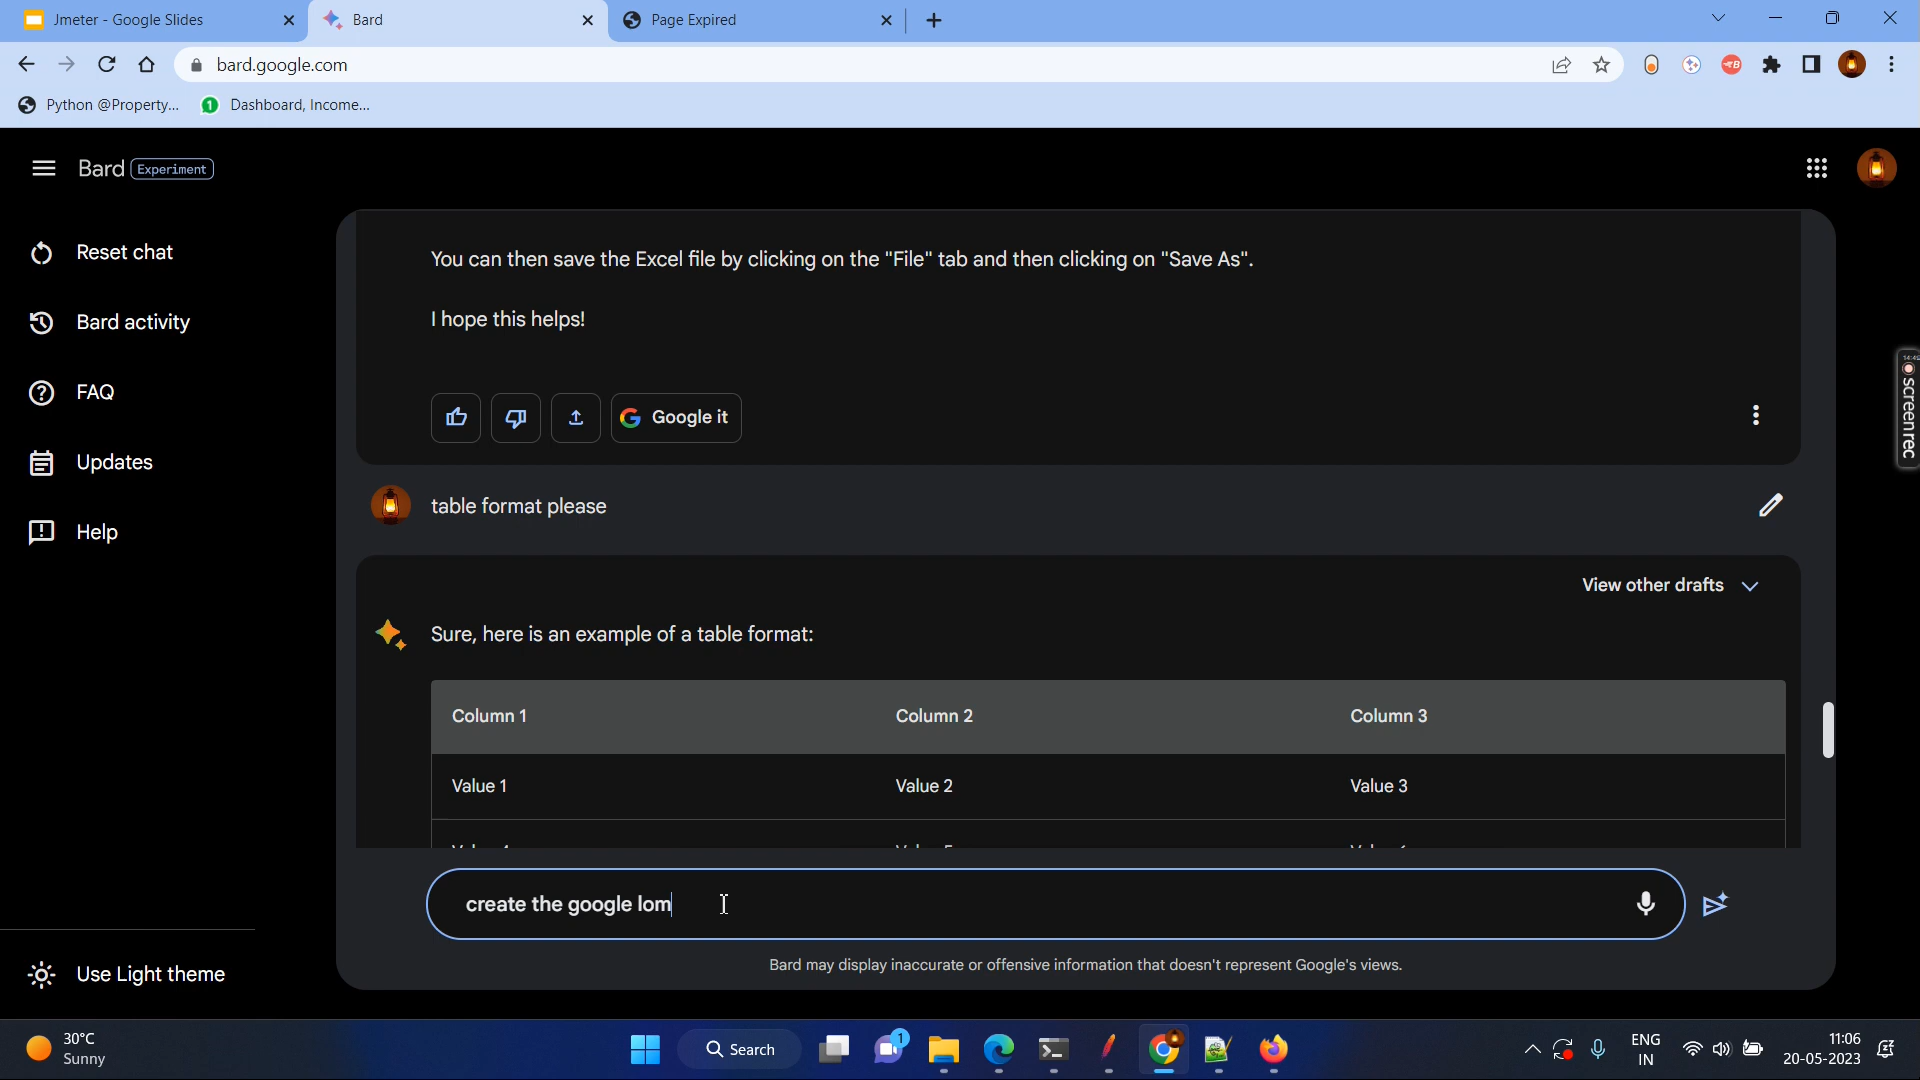 Jmeter - Google Slides
Bard
Page Expired
bard.google.com
Python @Property...
Dashboard, Income...
Bard Experiment
Reset chat
Bard activity
FAQ
Updates
Help
Use Light theme
You can then save the Excel file by clicking on the "File" tab and then clicking on "Save As".
I hope this helps!
Google it
table format please
View other drafts
Sure, here is an example of a table format:
Column 1 Column 2 Column 3
Value 1 Value 2 Value 3
create the google lom
Bard may display inaccurate or offensive information that doesn't represent Google's views.
screenrec
30°C
Sunny
Search
1
ENG
IN
11:06
20-05-2023